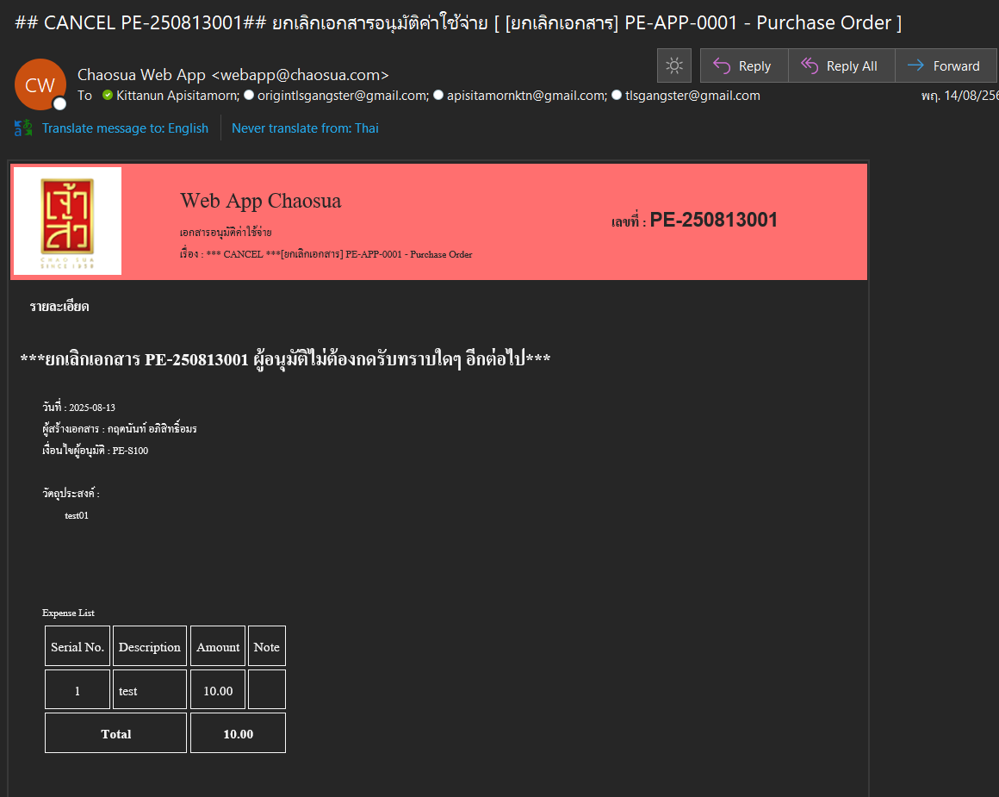 ## CANCEL PE-250813001## ยกเลิกเอกสารอนุมัติค่าใช้จ่าย [ [ยกเลิกเอกสาร] PE-APP-0001 - Purchase Order ]
Reply
Reply All
Forward
CW
Chaosua Web App <webapp@chaosua.com>
To Kittanun Apisitamorn; origintlsgangster@gmail.com; apisitamornktn@gmail.com; tlsgangster@gmail.com
พฤ. 14/08/256
Translate message to: English
Never translate from: Thai
เจ้าสัว
CHAO SUA
SINCE 1958
Web App Chaosua
เอกสารอนุมัติค่าใช้จ่าย
เรื่อง : *** CANCEL ***[ยกเลิกเอกสาร] PE-APP-0001 - Purchase Order
เลขที่ : PE-250813001
รายละเอียด
***ยกเลิกเอกสาร PE-250813001 ผู้อนุมัติไม่ต้องกดรับทราบใดๆ อีกต่อไป***
วันที่ : 2025-08-13
ผู้สร้างเอกสาร : กฤตนันท์ อภิสิทธิ์อมร
เงื่อนไขผู้อนุมัติ : PE-S100
วัตถุประสงค์ :
test01
Expense List
Serial No. Description Amount Note
1 test 10.00
Total 10.00